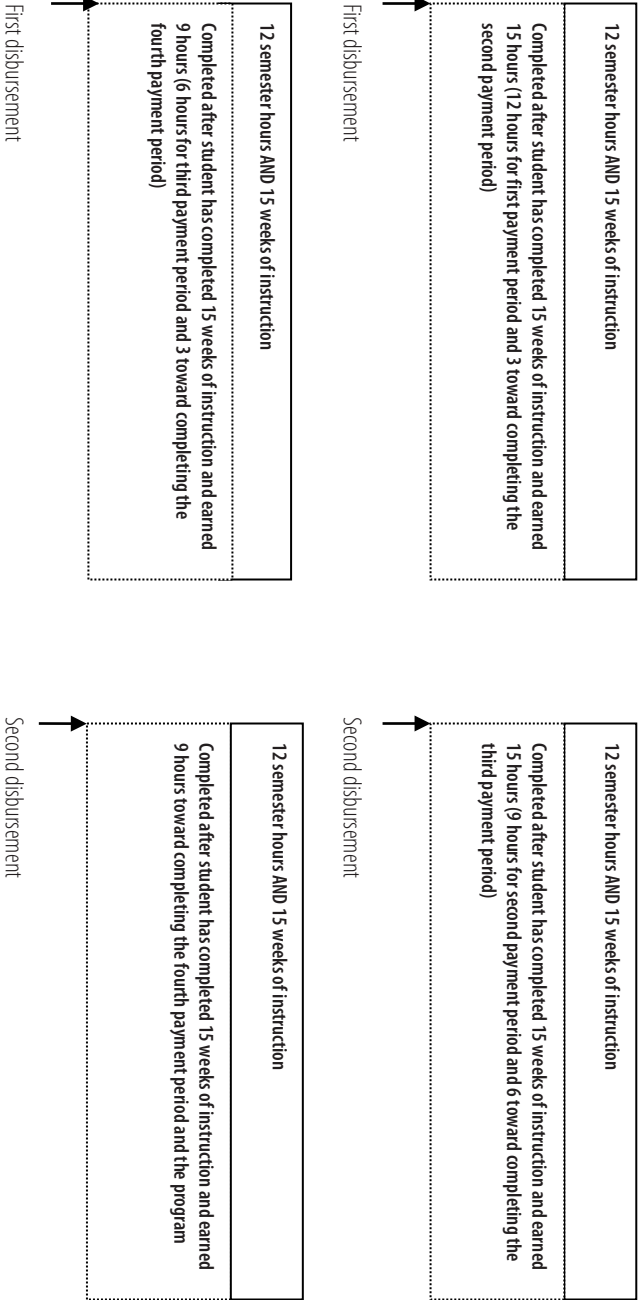 12 semester hours AND 15 weeks of instruction
Completed after student has completed 15 weeks of instruction and earned
15 hours (12 hours for first payment period and 3 toward completing the
second payment period)
First disbursement
12 semester hours AND 15 weeks of instruction
Completed after student has completed 15 weeks of instruction and earned
15 hours (9 hours for second payment period and 6 toward completing the
third payment period)
Second disbursement
12 semester hours AND 15 weeks of instruction
Completed after student has completed 15 weeks of instruction and earned
9 hours (6 hours for third payment period and 3 toward completing the
fourth payment period)
First disbursement
12 semester hours AND 15 weeks of instruction
Completed after student has completed 15 weeks of instruction and earned
9 hours toward completing the fourth payment period and the program
Second disbursement